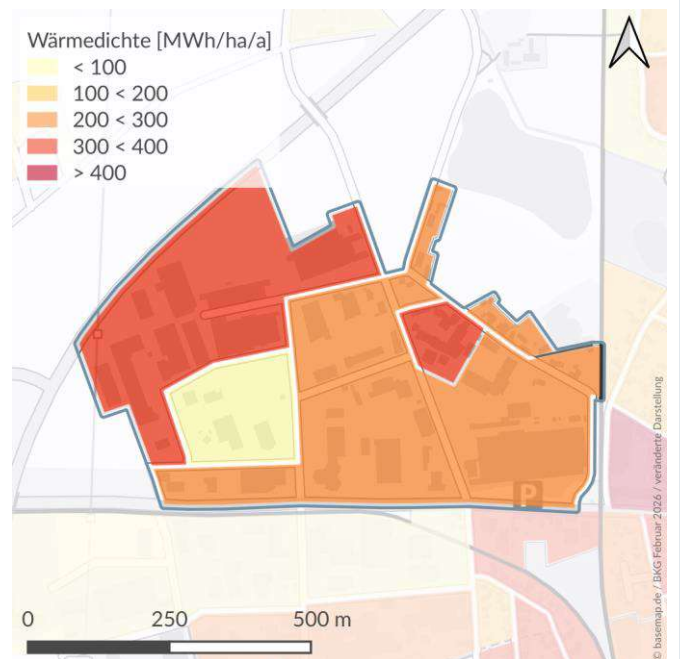 Wärmedichte [MWh/ha/a]
< 100
100 < 200
200 < 300
300 < 400
> 400
P
0 250 500 m
© basemap.de / BKG Februar 2026 / veränderte Darstellung